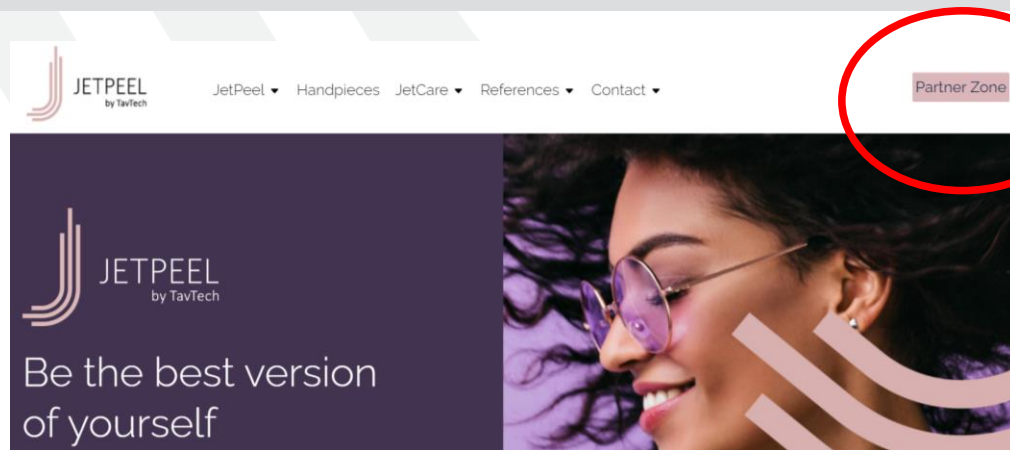 JETPEEL
by TavTech
JetPeel Handpieces JetCare References Contact
Partner Zone
JETPEEL
by TavTech
Be the best version
of yourself